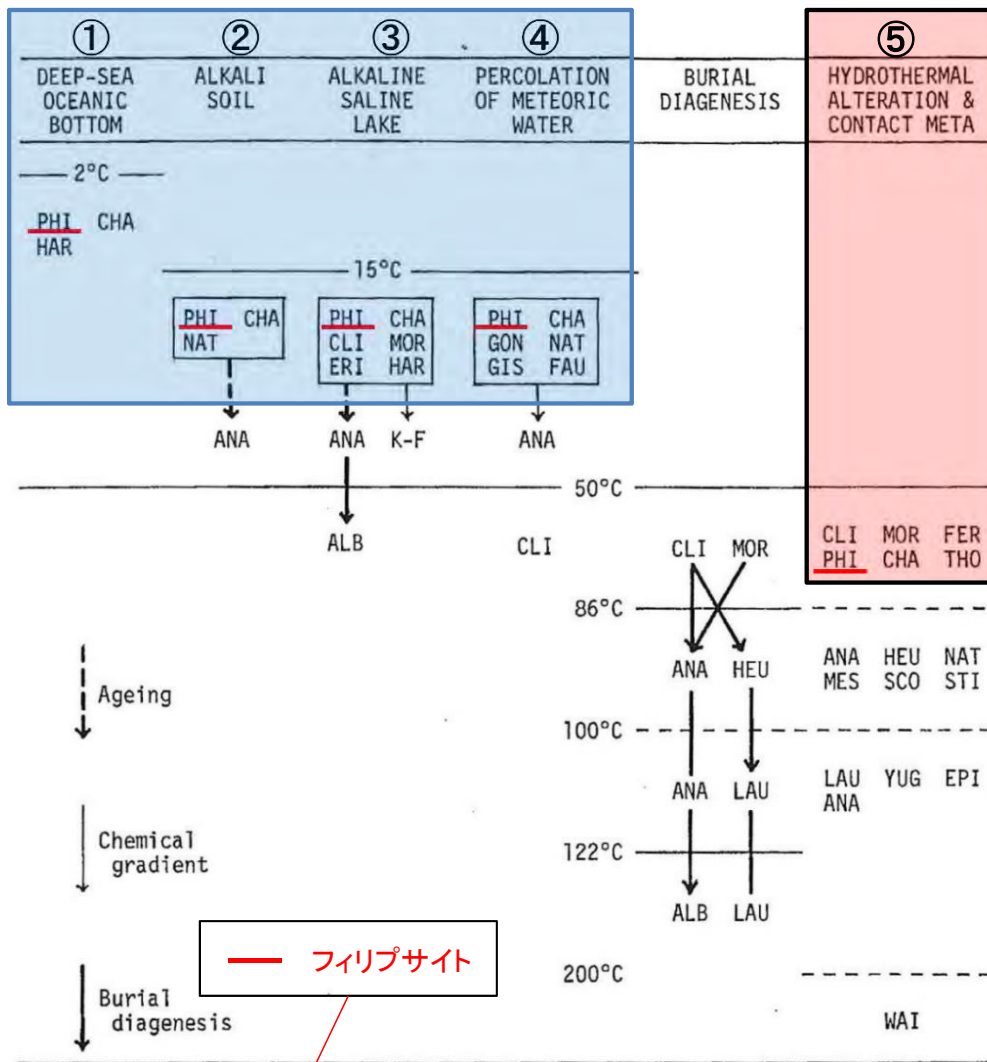 ① ② ③ ④ ⑤
DEEP-SEA OCEANIC BOTTOM
ALKALI SOIL
ALKALINE SALINE LAKE
PERCOLATION OF METEORIC WATER
BURIAL DIAGENESIS
HYDROTHERMAL ALTERATION & CONTACT META
2°C
PHI CHA
HAR
15°C
PHI CHA
NAT
PHI CHA
CLI MOR
ERI HAR
PHI CHA
GON NAT
GIS FAU
ANA
ANA K-F
ANA
50°C
ALB
CLI
CLI MOR
CLI MOR FER
PHI CHA THO
86°C
ANA HEU
ANA HEU NAT
MES SCO STI
Ageing
100°C
ANA LAU
LAU YUG EPI
ANA
Chemical
gradient
122°C
ALB LAU
フィリプサイト
200°C
Burial
diagenesis
WAI